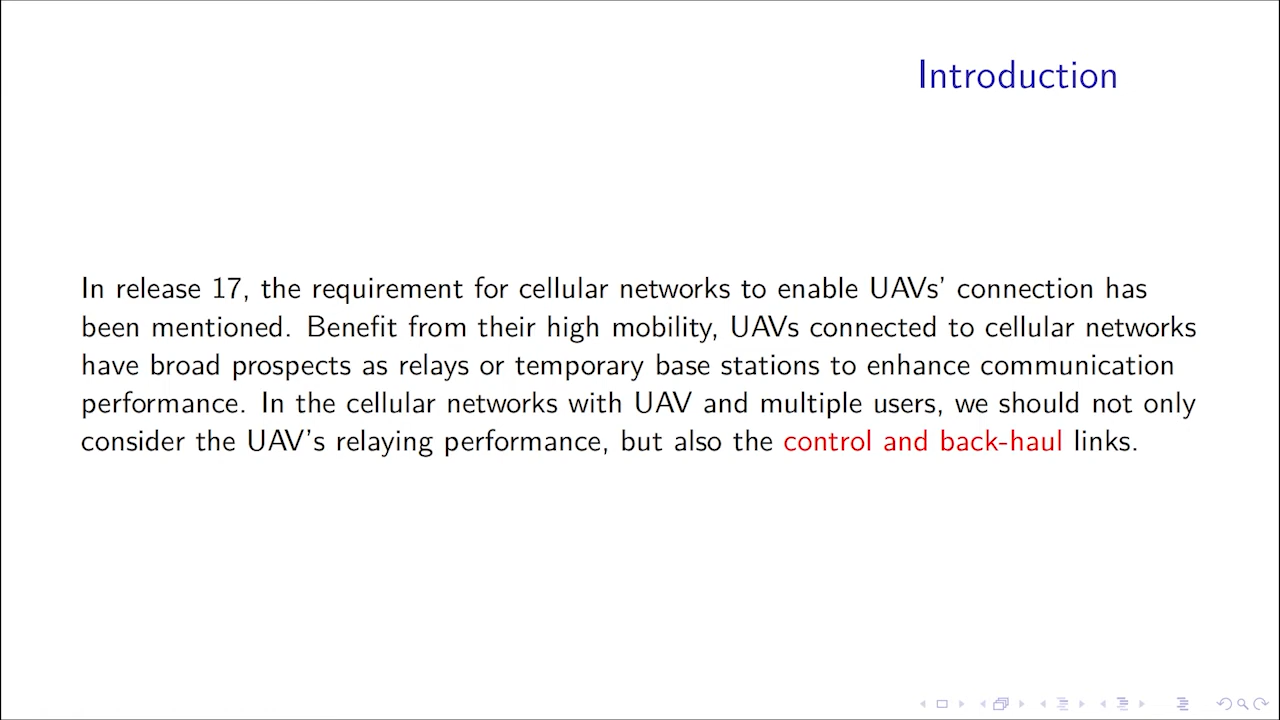 Introduction
In release 17, the requirement for cellular networks to enable UAVs' connection has
been mentioned. Benefit from their high mobility, UAVs connected to cellular networks
have broad prospects as relays or temporary base stations to enhance communication
performance. In the cellular networks with UAV and multiple users, we should not only
consider the UAV's relaying performance, but also the control and back-haul links.